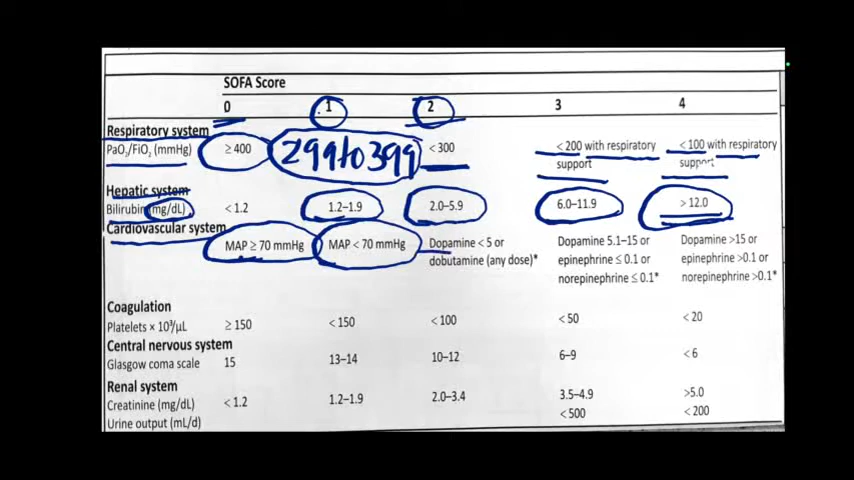 SOFA Score
0 1 2 3 4
Respiratory system
PaO₂/FiO₂ (mmHg) ≥ 400 299 to 399 < 300 < 200 with respiratory support < 100 with respiratory support
Hepatic system
Bilirubin (mg/dL) < 1.2 1.2–1.9 2.0–5.9 6.0–11.9 > 12.0
Cardiovascular system
MAP ≥ 70 mmHg MAP < 70 mmHg Dopamine < 5 or dobutamine (any dose)* Dopamine 5.1–15 or epinephrine ≤ 0.1 or norepinephrine ≤ 0.1* Dopamine >15 or epinephrine >0.1 or norepinephrine >0.1*
Coagulation
Platelets × 10³/µL ≥ 150 < 150 < 100 < 50 < 20
Central nervous system
Glasgow coma scale 15 13–14 10–12 6–9 < 6
Renal system
Creatinine (mg/dL) < 1.2 1.2–1.9 2.0–3.4 3.5–4.9 >5.0
Urine output (mL/d) < 500 < 200